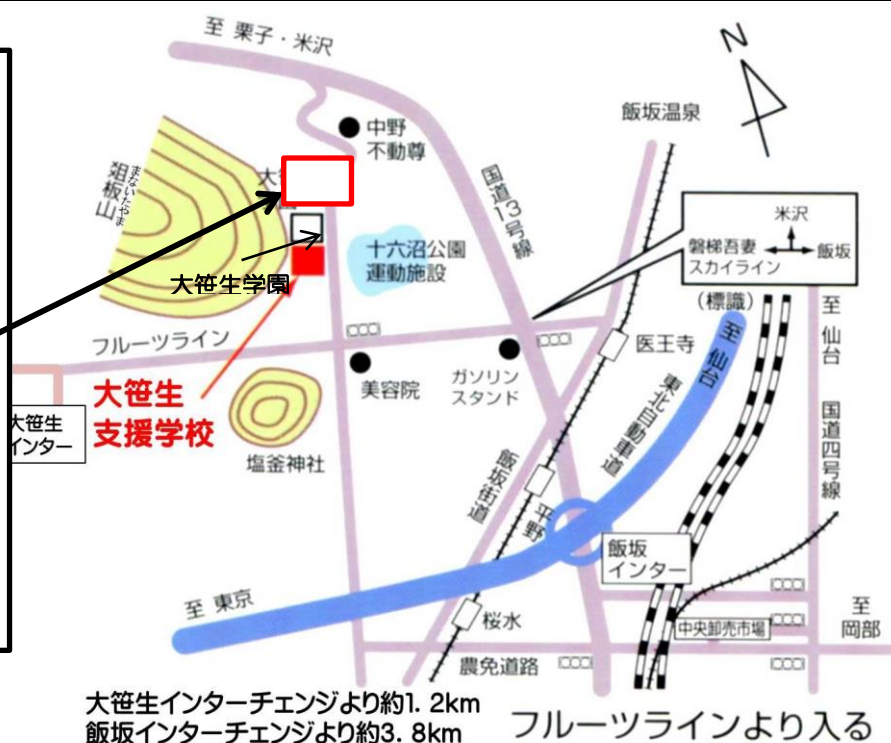 至 栗子・米沢
N
飯坂温泉
中野
不動尊
国道13号線
まないたやま
俎板山
米沢
磐梯吾妻
スカイライン
飯坂
(標識)
十六沼公園
運動施設
大笹生学園
至 仙台
至 仙台
フルーツライン
医王寺
美容院
ガソリン
スタンド
東北自動車道
国道四号線
大笹生
インター
大笹生
支援学校
塩釜神社
飯坂街道
平野
飯坂
インター
至 東京
桜水
中央卸売市場
至
岡部
農免道路
大笹生インターチェンジより約1.2km
飯坂インターチェンジより約3.8km
フルーツラインより入る